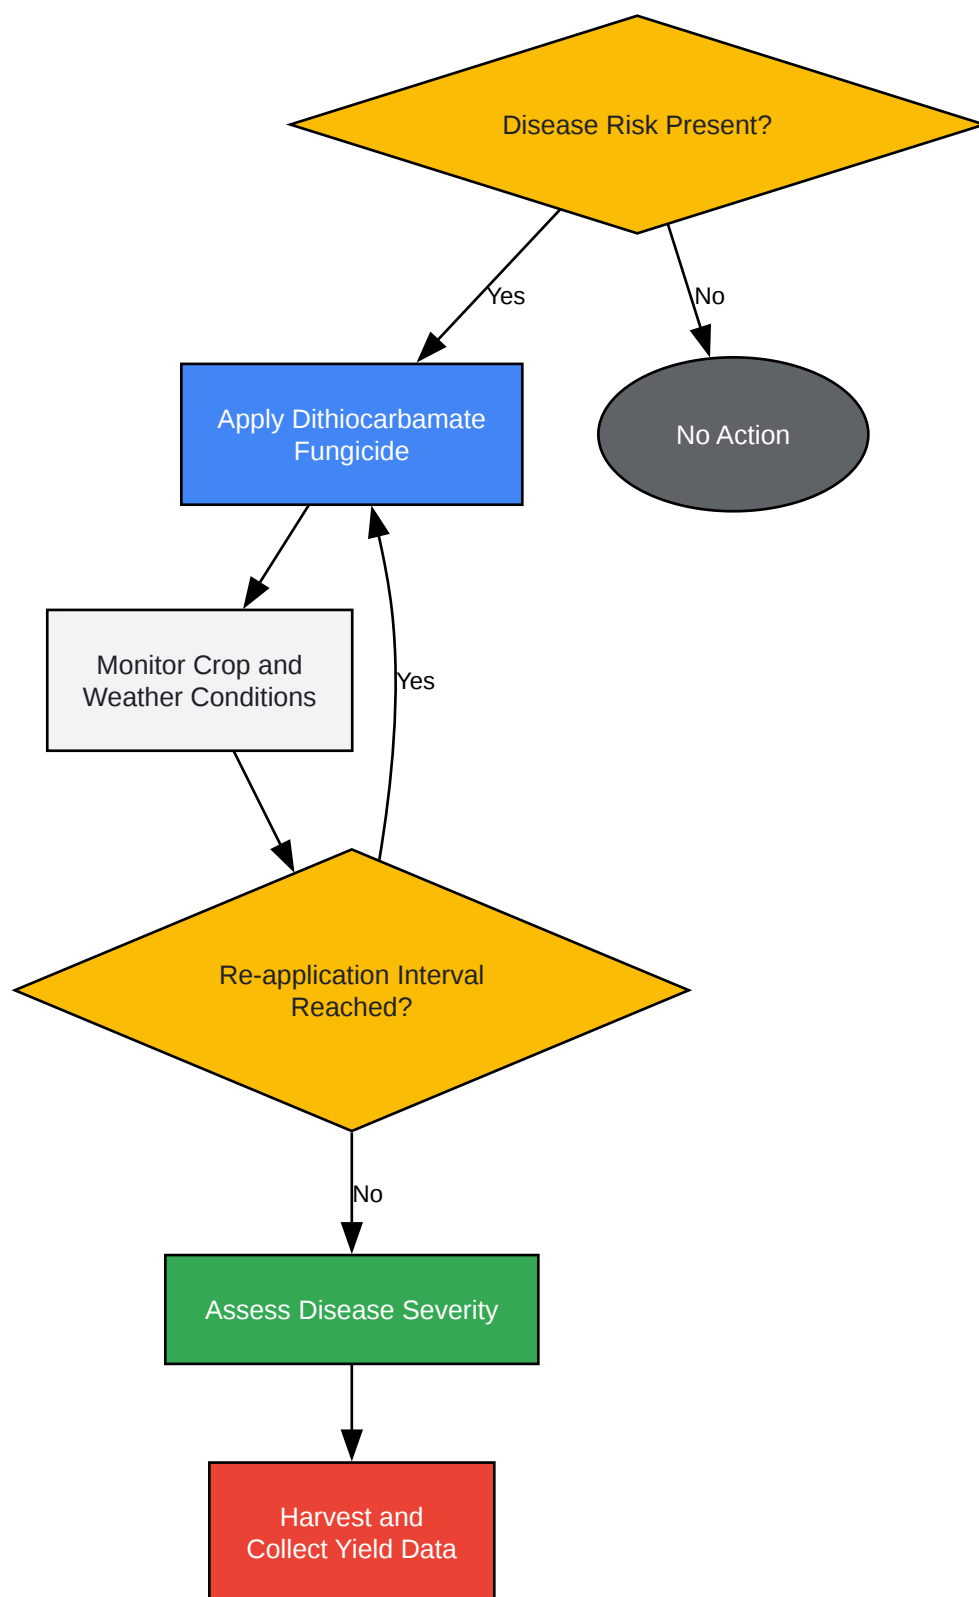 Disease Risk Present?
Yes
No
Apply Dithiocarbamate
Fungicide
No Action
Monitor Crop and
Weather Conditions
Yes
Re-application Interval
Reached?
No
Assess Disease Severity
Harvest and
Collect Yield Data